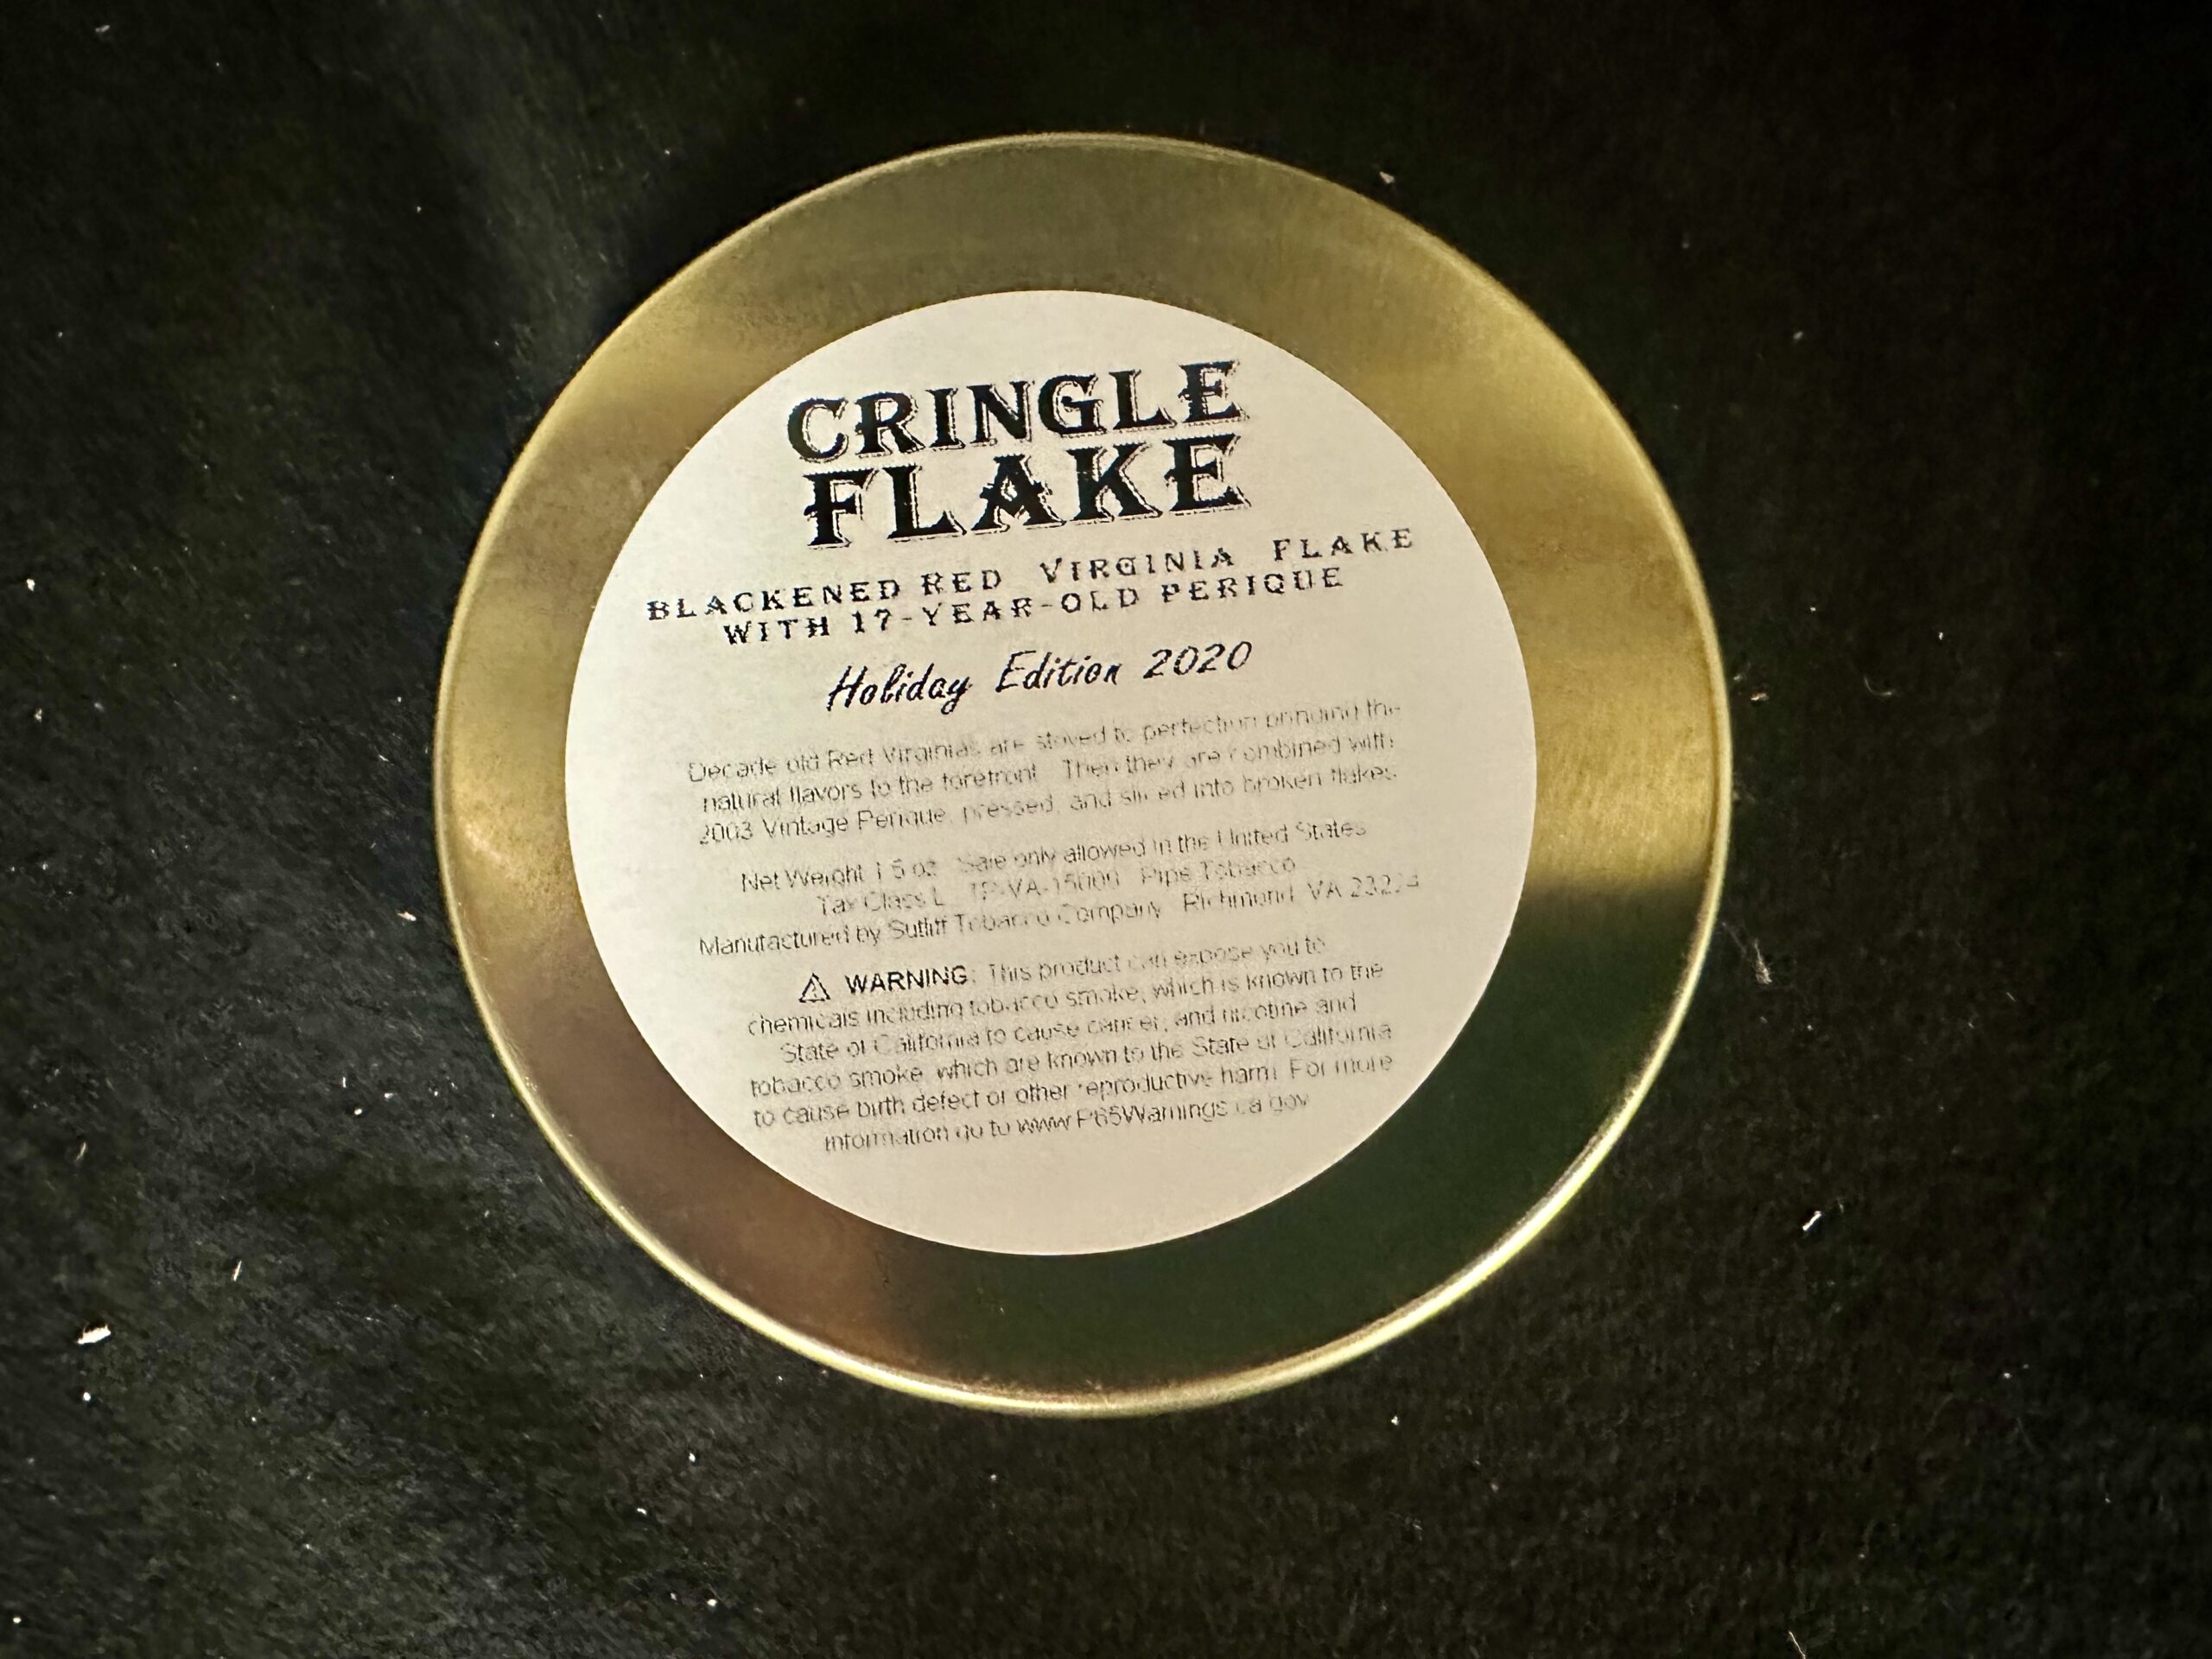 CRINGLE
FLAKE
BLACKENED RED VIRGINIA FLAKE
WITH 17-YEAR-OLD PERIQUE
Holiday Edition 2020
Decade old Red Virginias are stoved to perfection bringing the
natural flavors to the forefront. Then they are combined with
2003 Vintage Perique, pressed, and sliced into broken flakes.
Net Weight 1.5 oz. Sale only allowed in the United States
Tax Class L TP-VA-15000 Pipe Tobacco
Manufactured by Sutliff Tobacco Company Richmond, VA 23224
WARNING: This product can expose you to
chemicals including tobacco smoke, which is known to the
State of California to cause cancer, and nicotine and
tobacco smoke, which are known to the State of California
to cause birth defect or other reproductive harm. For more
information go to www.P65Warnings.ca.gov